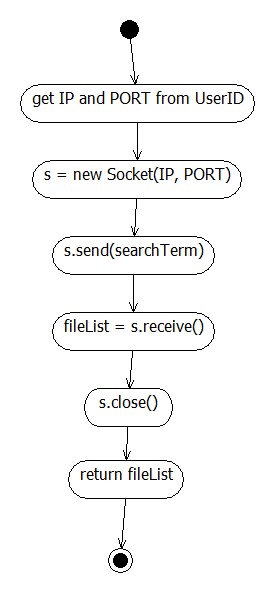 get IP and PORT from UserID
s = new Socket(IP, PORT)
s.send(searchTerm)
fileList = s.receive()
s.close()
return fileList